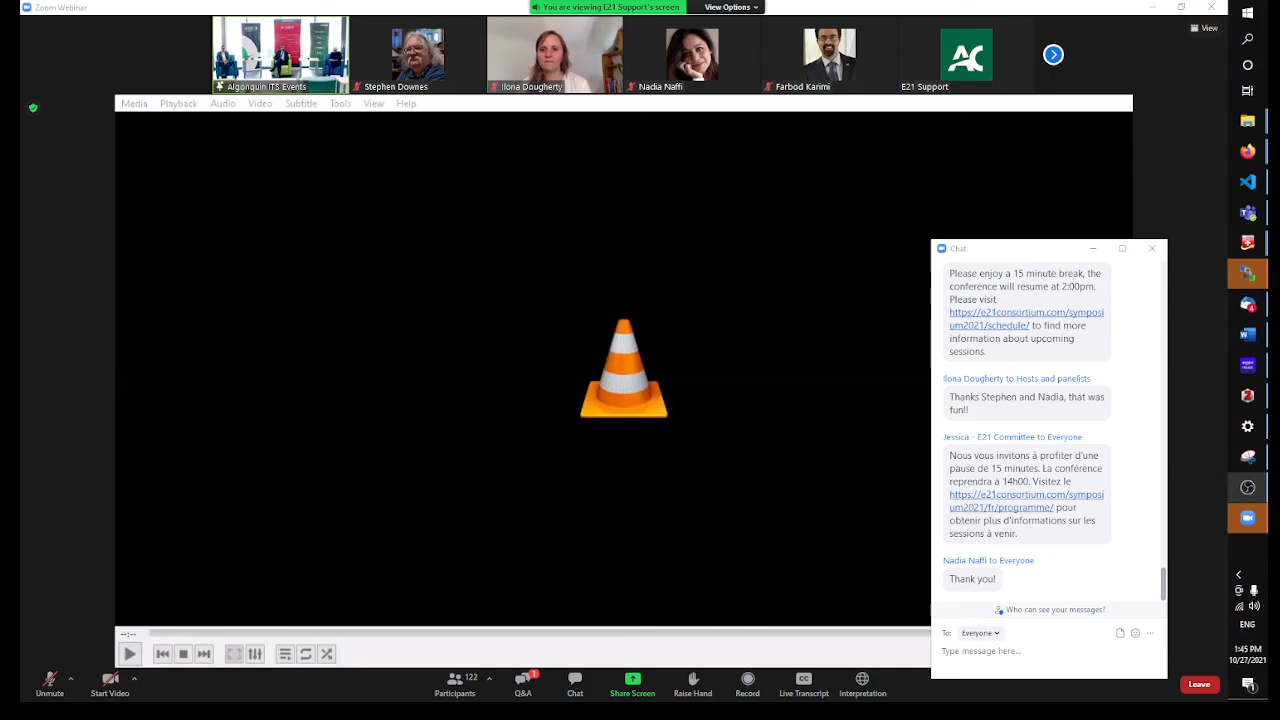 Zoom Webinar
You are viewing E21 Support's screen
View Options
View
Algonquin ITS Events
Stephen Downes
Ilona Dougherty
Nadia Naffi
Farbod Karimi
AC
E21 Support
Media Playback Audio Video Subtitle Tools View Help
Chat
Please enjoy a 15 minute break, the
conference will resume at 2:00pm.
Please visit
https://e21consortium.com/symposi
um2021/schedule/ to find more
information about upcoming
sessions.
Ilona Dougherty to Hosts and panelists
Thanks Stephen and Nadia, that was
fun!!
Jessica - E21 Committee to Everyone
Nous vous invitons à profiter d'une
pause de 15 minutes. La conférence
reprendra à 14h00. Visitez le
https://e21consortium.com/symposi
um2021/fr/programme/ pour
obtenir plus d'informations sur les
sessions à venir.
Nadia Naffi to Everyone
Thank you!
Who can see your messages?
To: Everyone
Type message here...
--:--
Unmute
Start Video
122
Participants
1
Q&A
Chat
Share Screen
Raise Hand
Record
CC
Live Transcript
Interpretation
Leave
4
ENG
1:45 PM
10/27/2021
1